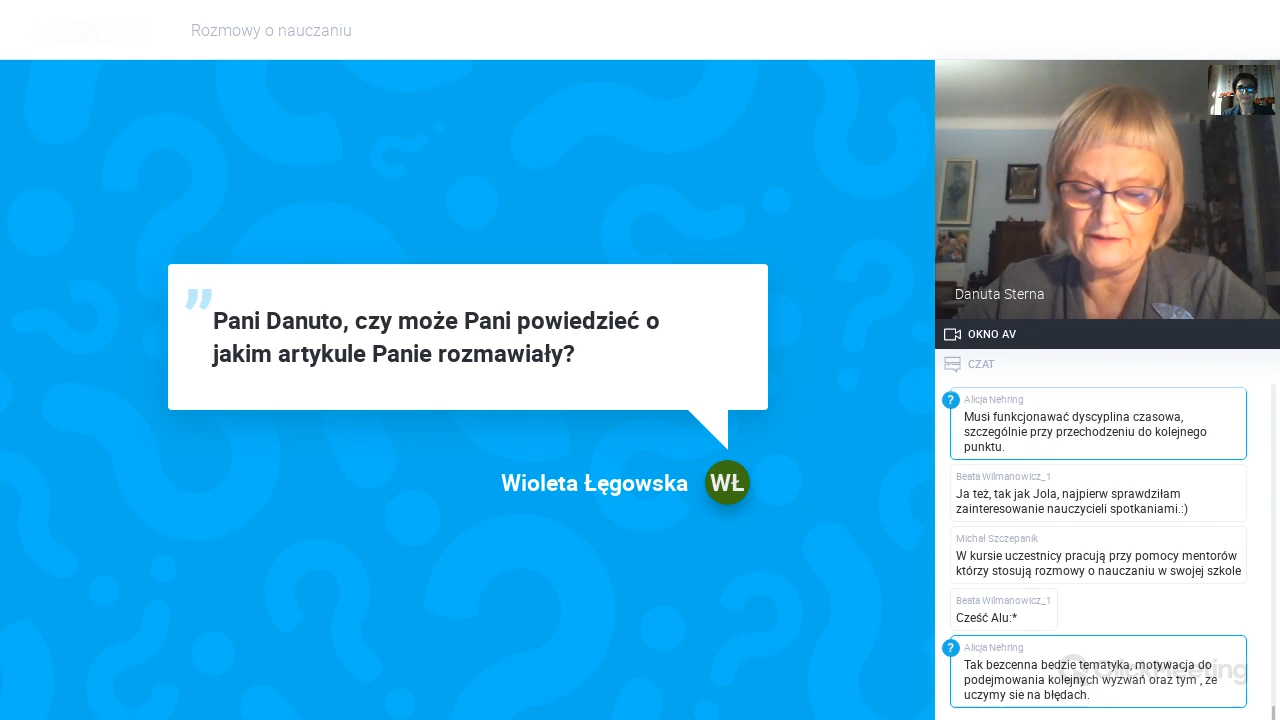 Rozmowy o nauczaniu
Pani Danuto, czy może Pani powiedzieć o
jakim artykule Panie rozmawiały?
Wioleta Łęgowska
WŁ
Danuta Sterna
OKNO AV
CZAT
?
Alicja Nehring
Musi funkcjonawać dyscyplina czasowa,
szczególnie przy przechodzeniu do kolejnego
punktu.
Beata Wilmanowicz_1
Ja też, tak jak Jola, najpierw sprawdziłam
zainteresowanie nauczycieli spotkaniami.:)
Michał Szczepanik
W kursie uczestnicy pracują przy pomocy mentorów
którzy stosują rozmowy o nauczaniu w swojej szkole
Beata Wilmanowicz_1
Cześć Alu:*
?
Alicja Nehring
Tak bezcenna bedzie tematyka, motywacja do
podejmowania kolejnych wyzwań oraz tym , że
uczymy sie na błędach.
ClickMeeting